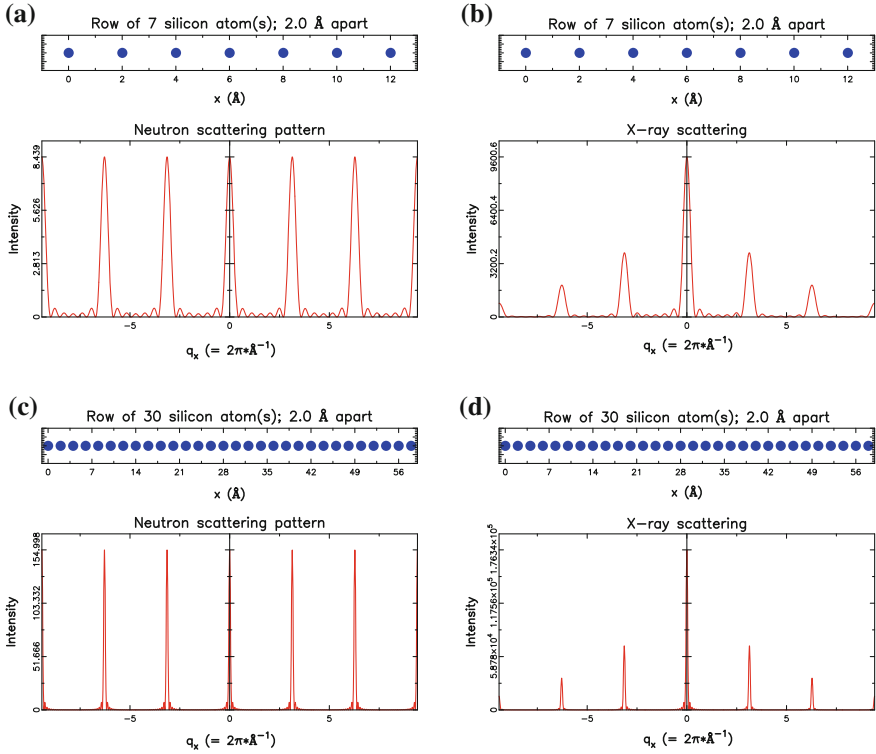 (a)
Row of 7 silicon atom(s); 2.0 Å apart
0 2 4 6 8 10 12
x (Å)
Neutron scattering pattern
Intensity
8.439
5.626
2.813
0
−5 0 5
qₓ (= 2π*Å⁻¹)
(b)
Row of 7 silicon atom(s); 2.0 Å apart
0 2 4 6 8 10 12
x (Å)
X-ray scattering
Intensity
9600.6
6400.4
3200.2
0
−5 0 5
qₓ (= 2π*Å⁻¹)
(c)
Row of 30 silicon atom(s); 2.0 Å apart
0 7 14 21 29 36 42 49 56
x (Å)
Neutron scattering pattern
Intensity
154.998
103.332
51.666
0
−5 0 5
qₓ (= 2π*Å⁻¹)
(d)
Row of 30 silicon atom(s); 2.0 Å apart
0 7 14 21 29 36 42 49 56
x (Å)
X-ray scattering
Intensity
1.7634×10⁵
1.1756×10⁵
5.878×10⁴
0
−5 0 5
qₓ (= 2π*Å⁻¹)